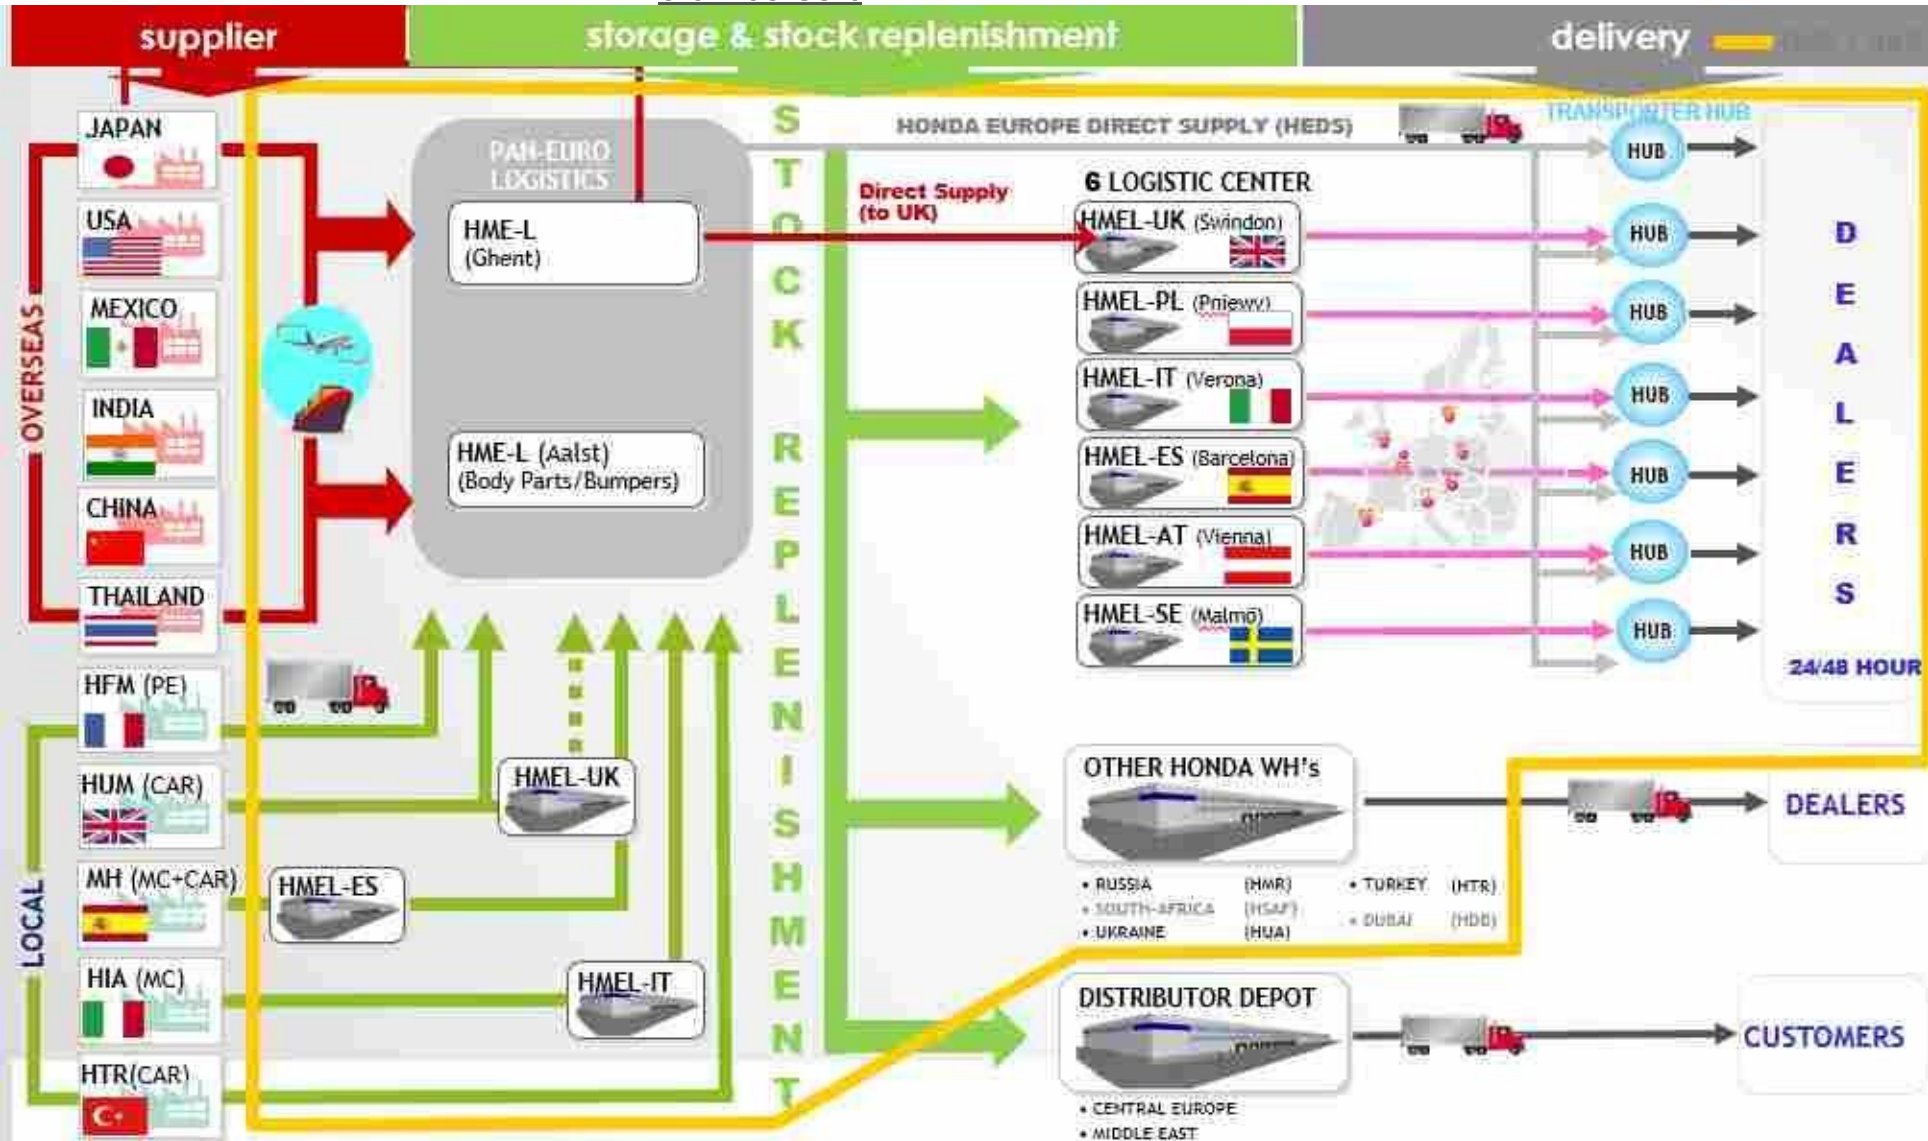 supplier
storage & stock replenishment
delivery
JAPAN
USA
MEXICO
INDIA
CHINA
THAILAND
OVERSEAS
HFM (PE)
HUM (CAR)
MH (MC+CAR)
HIA (MC)
HTR(CAR)
LOCAL
PAN-EURO
LOGISTICS
HME-L
(Ghent)
HME-L (Aalst)
(Body Parts/Bumpers)
HMEL-UK
HMEL-ES
HMEL-IT
STOCK REPLENISHMENT
HONDA EUROPE DIRECT SUPPLY (HEDS)
Direct Supply
(to UK)
6 LOGISTIC CENTER
HMEL-UK (Swindon)
HMEL-PL (Pniewy)
HMEL-IT (Verona)
HMEL-ES (Barcelona)
HMEL-AT (Vienna)
HMEL-SE (Malmö)
TRANSPORTER HUB
HUB
HUB
HUB
HUB
HUB
HUB
HUB
DEALERS
24/48 HOUR
OTHER HONDA WH's
• RUSSIA (HMR) • TURKEY (HTR)
• SOUTH-AFRICA (HSAF) • DUBAI (HDB)
• UKRAINE (HUA)
DEALERS
DISTRIBUTOR DEPOT
• CENTRAL EUROPE
• MIDDLE EAST
CUSTOMERS